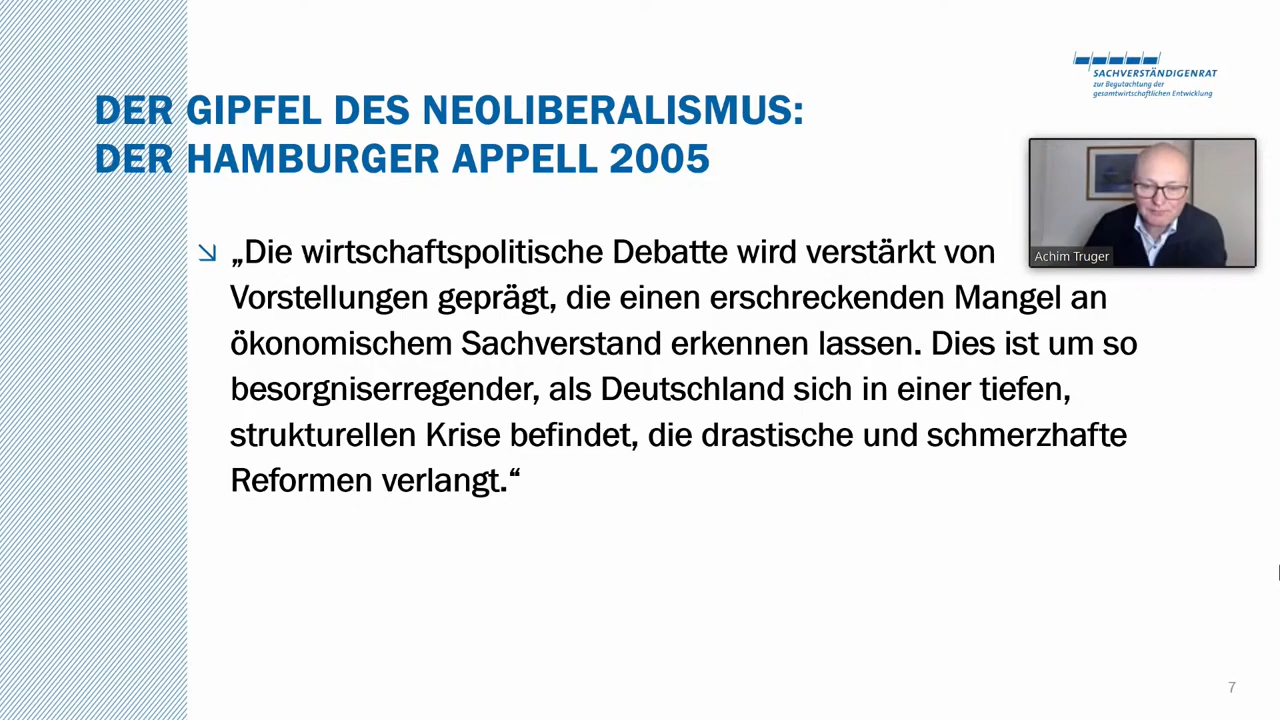 SACHVERSTÄNDIGENRAT
zur Begutachtung der
gesamtwirtschaftlichen Entwicklung
DER GIPFEL DES NEOLIBERALISMUS:
DER HAMBURGER APPELL 2005
Achim Truger
„Die wirtschaftspolitische Debatte wird verstärkt von
Vorstellungen geprägt, die einen erschreckenden Mangel an
ökonomischem Sachverstand erkennen lassen. Dies ist um so
besorgniserregender, als Deutschland sich in einer tiefen,
strukturellen Krise befindet, die drastische und schmerzhafte
Reformen verlangt.“
7